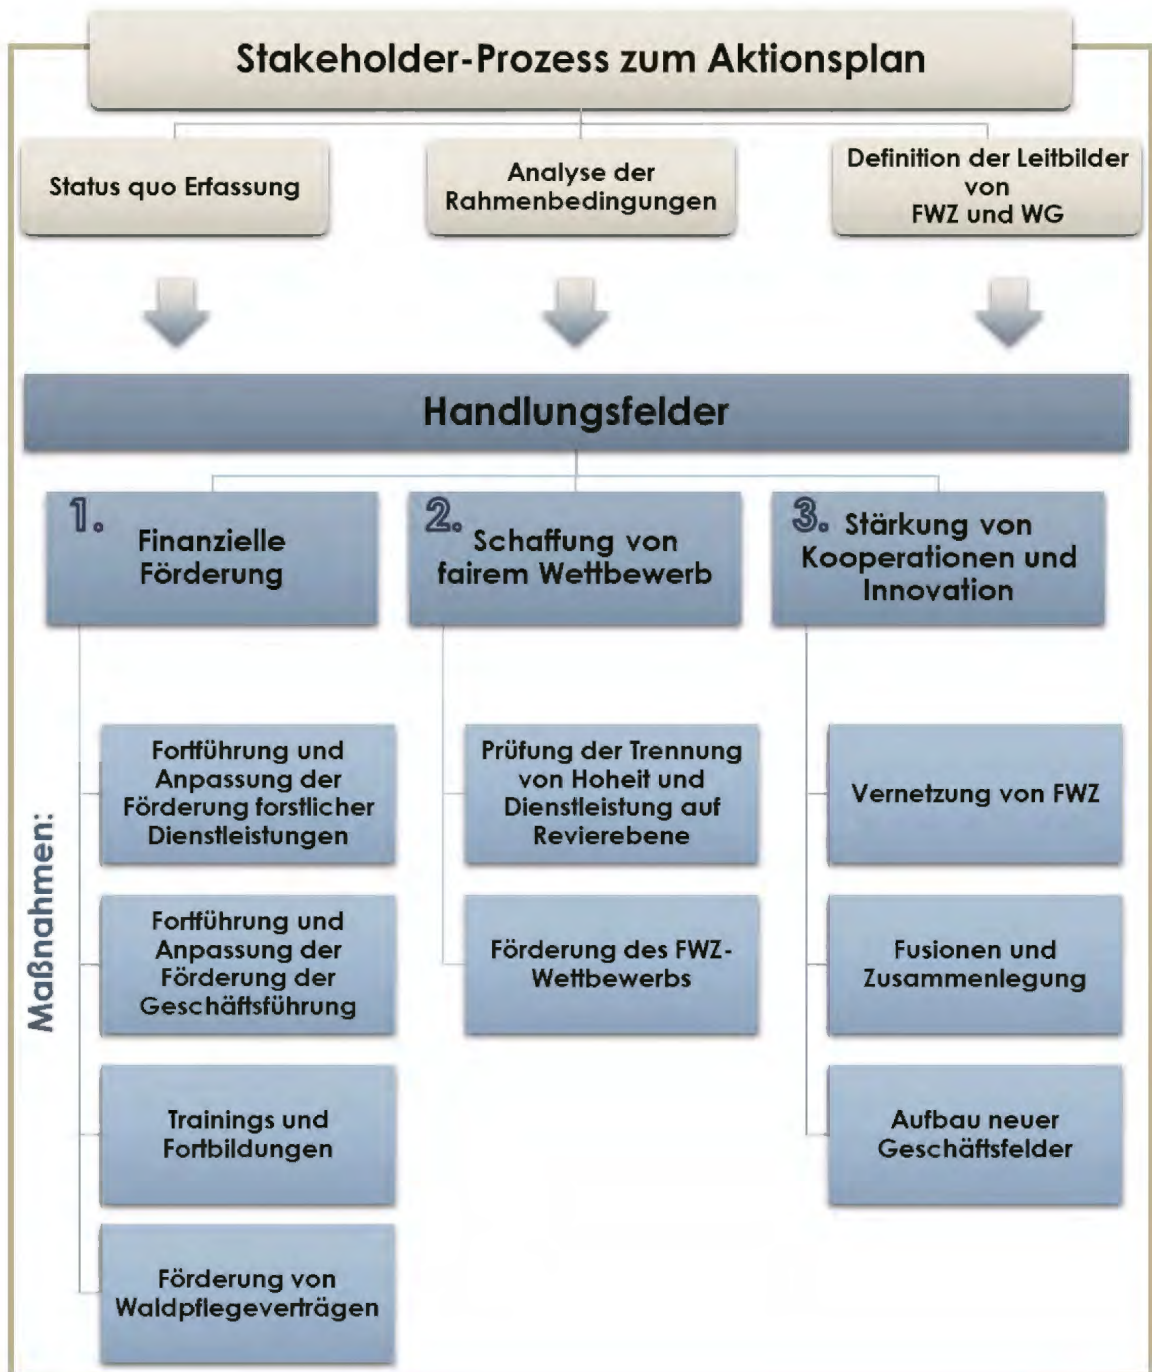 Stakeholder-Prozess zum Aktionsplan
Status quo Erfassung
Analyse der
Rahmenbedingungen
Definition der Leitbilder
von
FWZ und WG
Handlungsfelder
1.
Finanzielle
Förderung
2.
Schaffung von
fairem Wettbewerb
3. Stärkung von
Kooperationen und
Innovation
Maßnahmen:
Fortführung und
Anpassung der
Förderung forstlicher
Dienstleistungen
Fortführung und
Anpassung der
Förderung der
Geschäftsführung
Trainings und
Fortbildungen
Förderung von
Waldpflegeverträgen
Prüfung der Trennung
von Hoheit und
Dienstleistung auf
Revierebene
Förderung des FWZ-
Wettbewerbs
Vernetzung von FWZ
Fusionen und
Zusammenlegung
Aufbau neuer
Geschäftsfelder